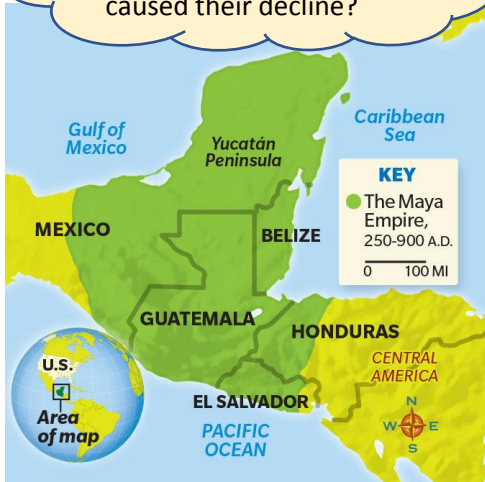 caused their decline?
Gulf of
Mexico
Caribbean
Sea
Yucatán
Peninsula
KEY
The Maya
Empire,
250-900 A.D.
0 100 MI
MEXICO
BELIZE
GUATEMALA
HONDURAS
CENTRAL
AMERICA
U.S.
Area
of map
EL SALVADOR
PACIFIC
OCEAN
N
W E
S